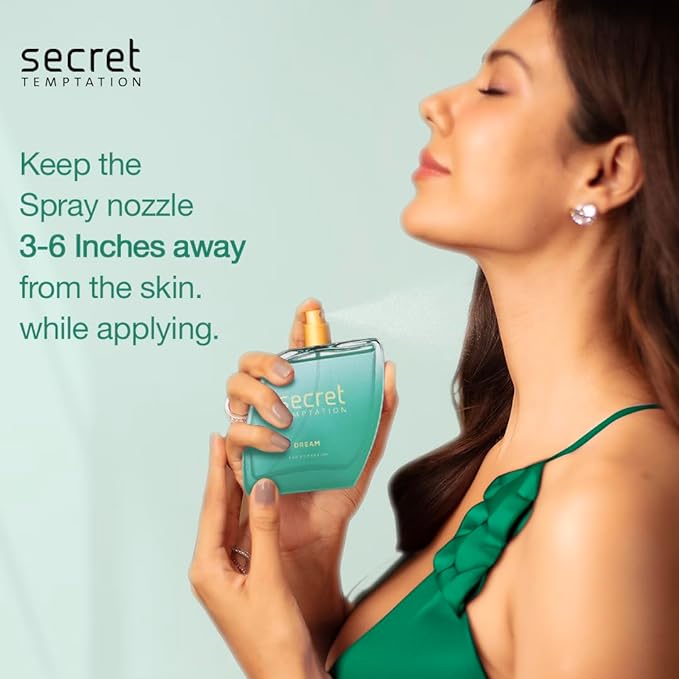 secret
TEMPTATION
Keep the
Spray nozzle
3-6 Inches away
from the skin.
while applying.
secret
TEMPTATION
DREAM